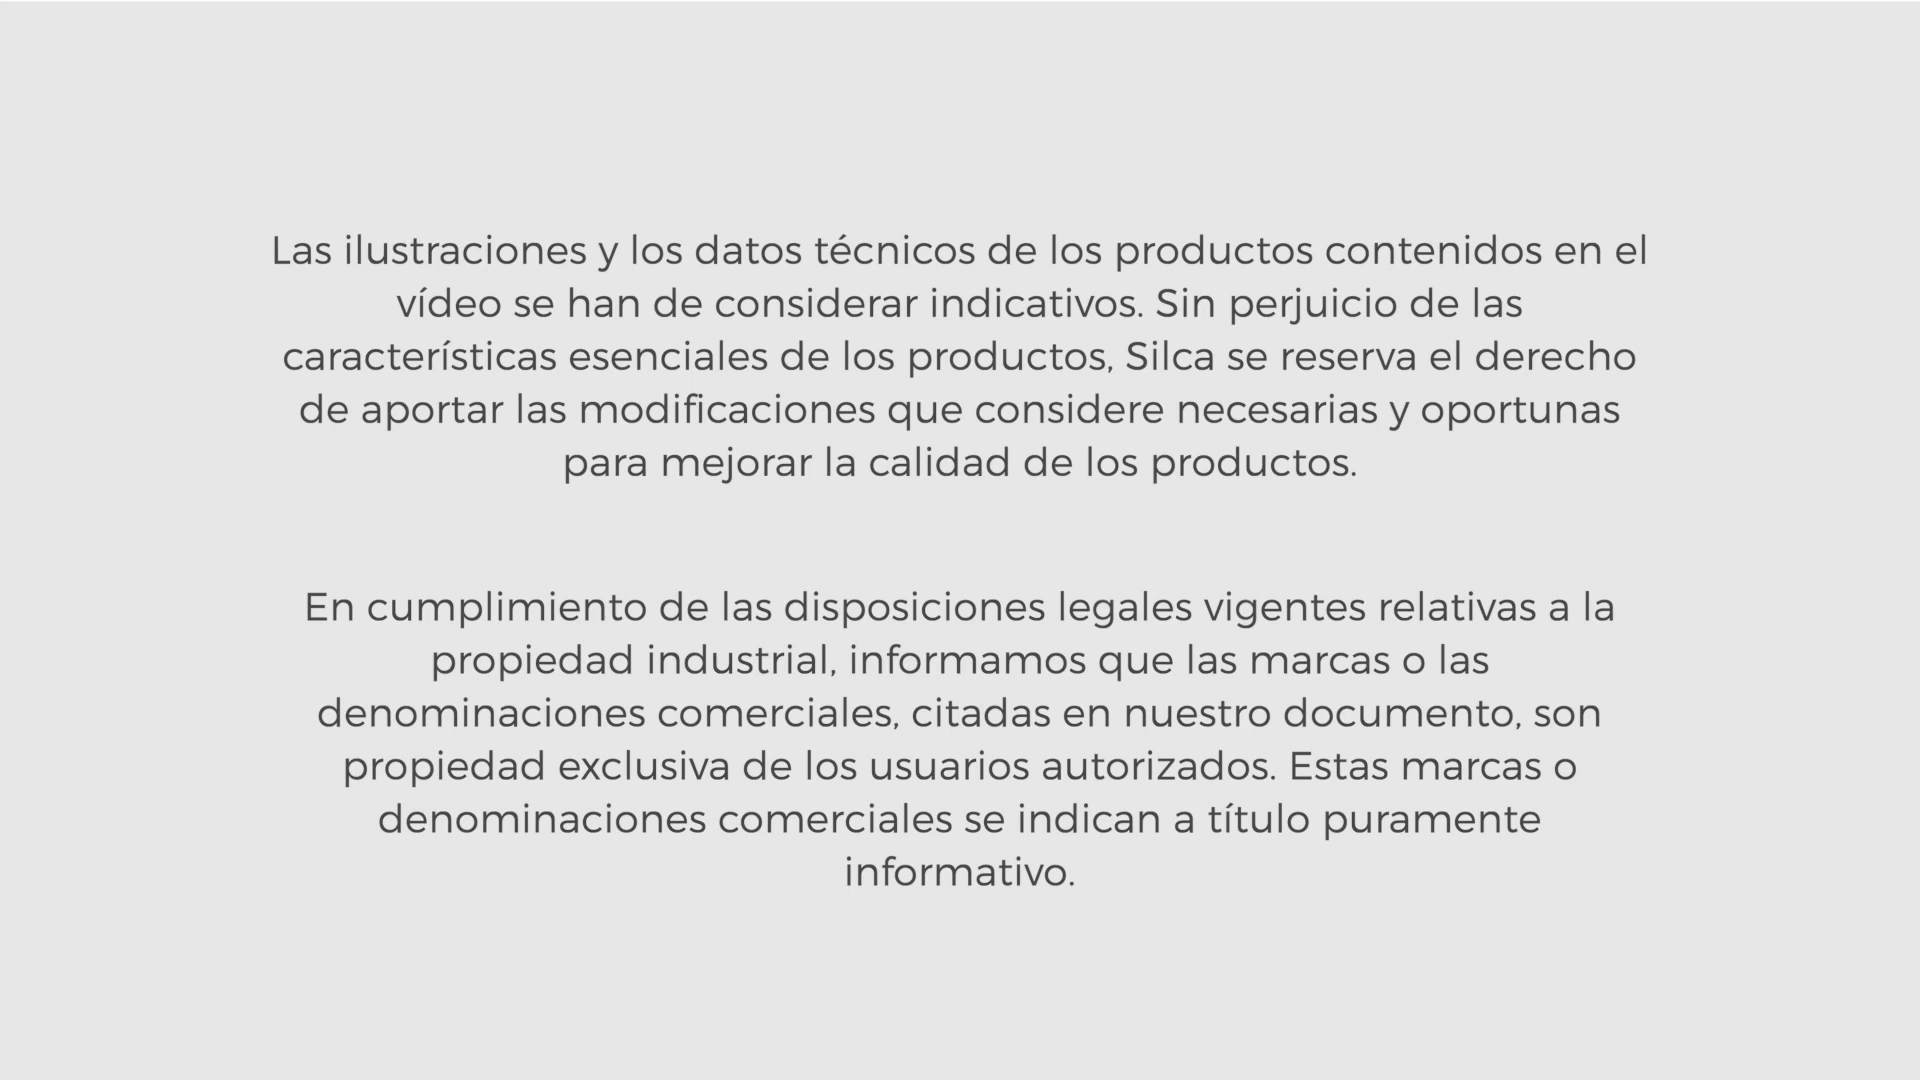 Las ilustraciones y los datos técnicos de los productos contenidos en el
vídeo se han de considerar indicativos. Sin perjuicio de las
características esenciales de los productos, Silca se reserva el derecho
de aportar las modificaciones que considere necesarias y oportunas
para mejorar la calidad de los productos.
En cumplimiento de las disposiciones legales vigentes relativas a la
propiedad industrial, informamos que las marcas o las
denominaciones comerciales, citadas en nuestro documento, son
propiedad exclusiva de los usuarios autorizados. Estas marcas o
denominaciones comerciales se indican a título puramente
informativo.